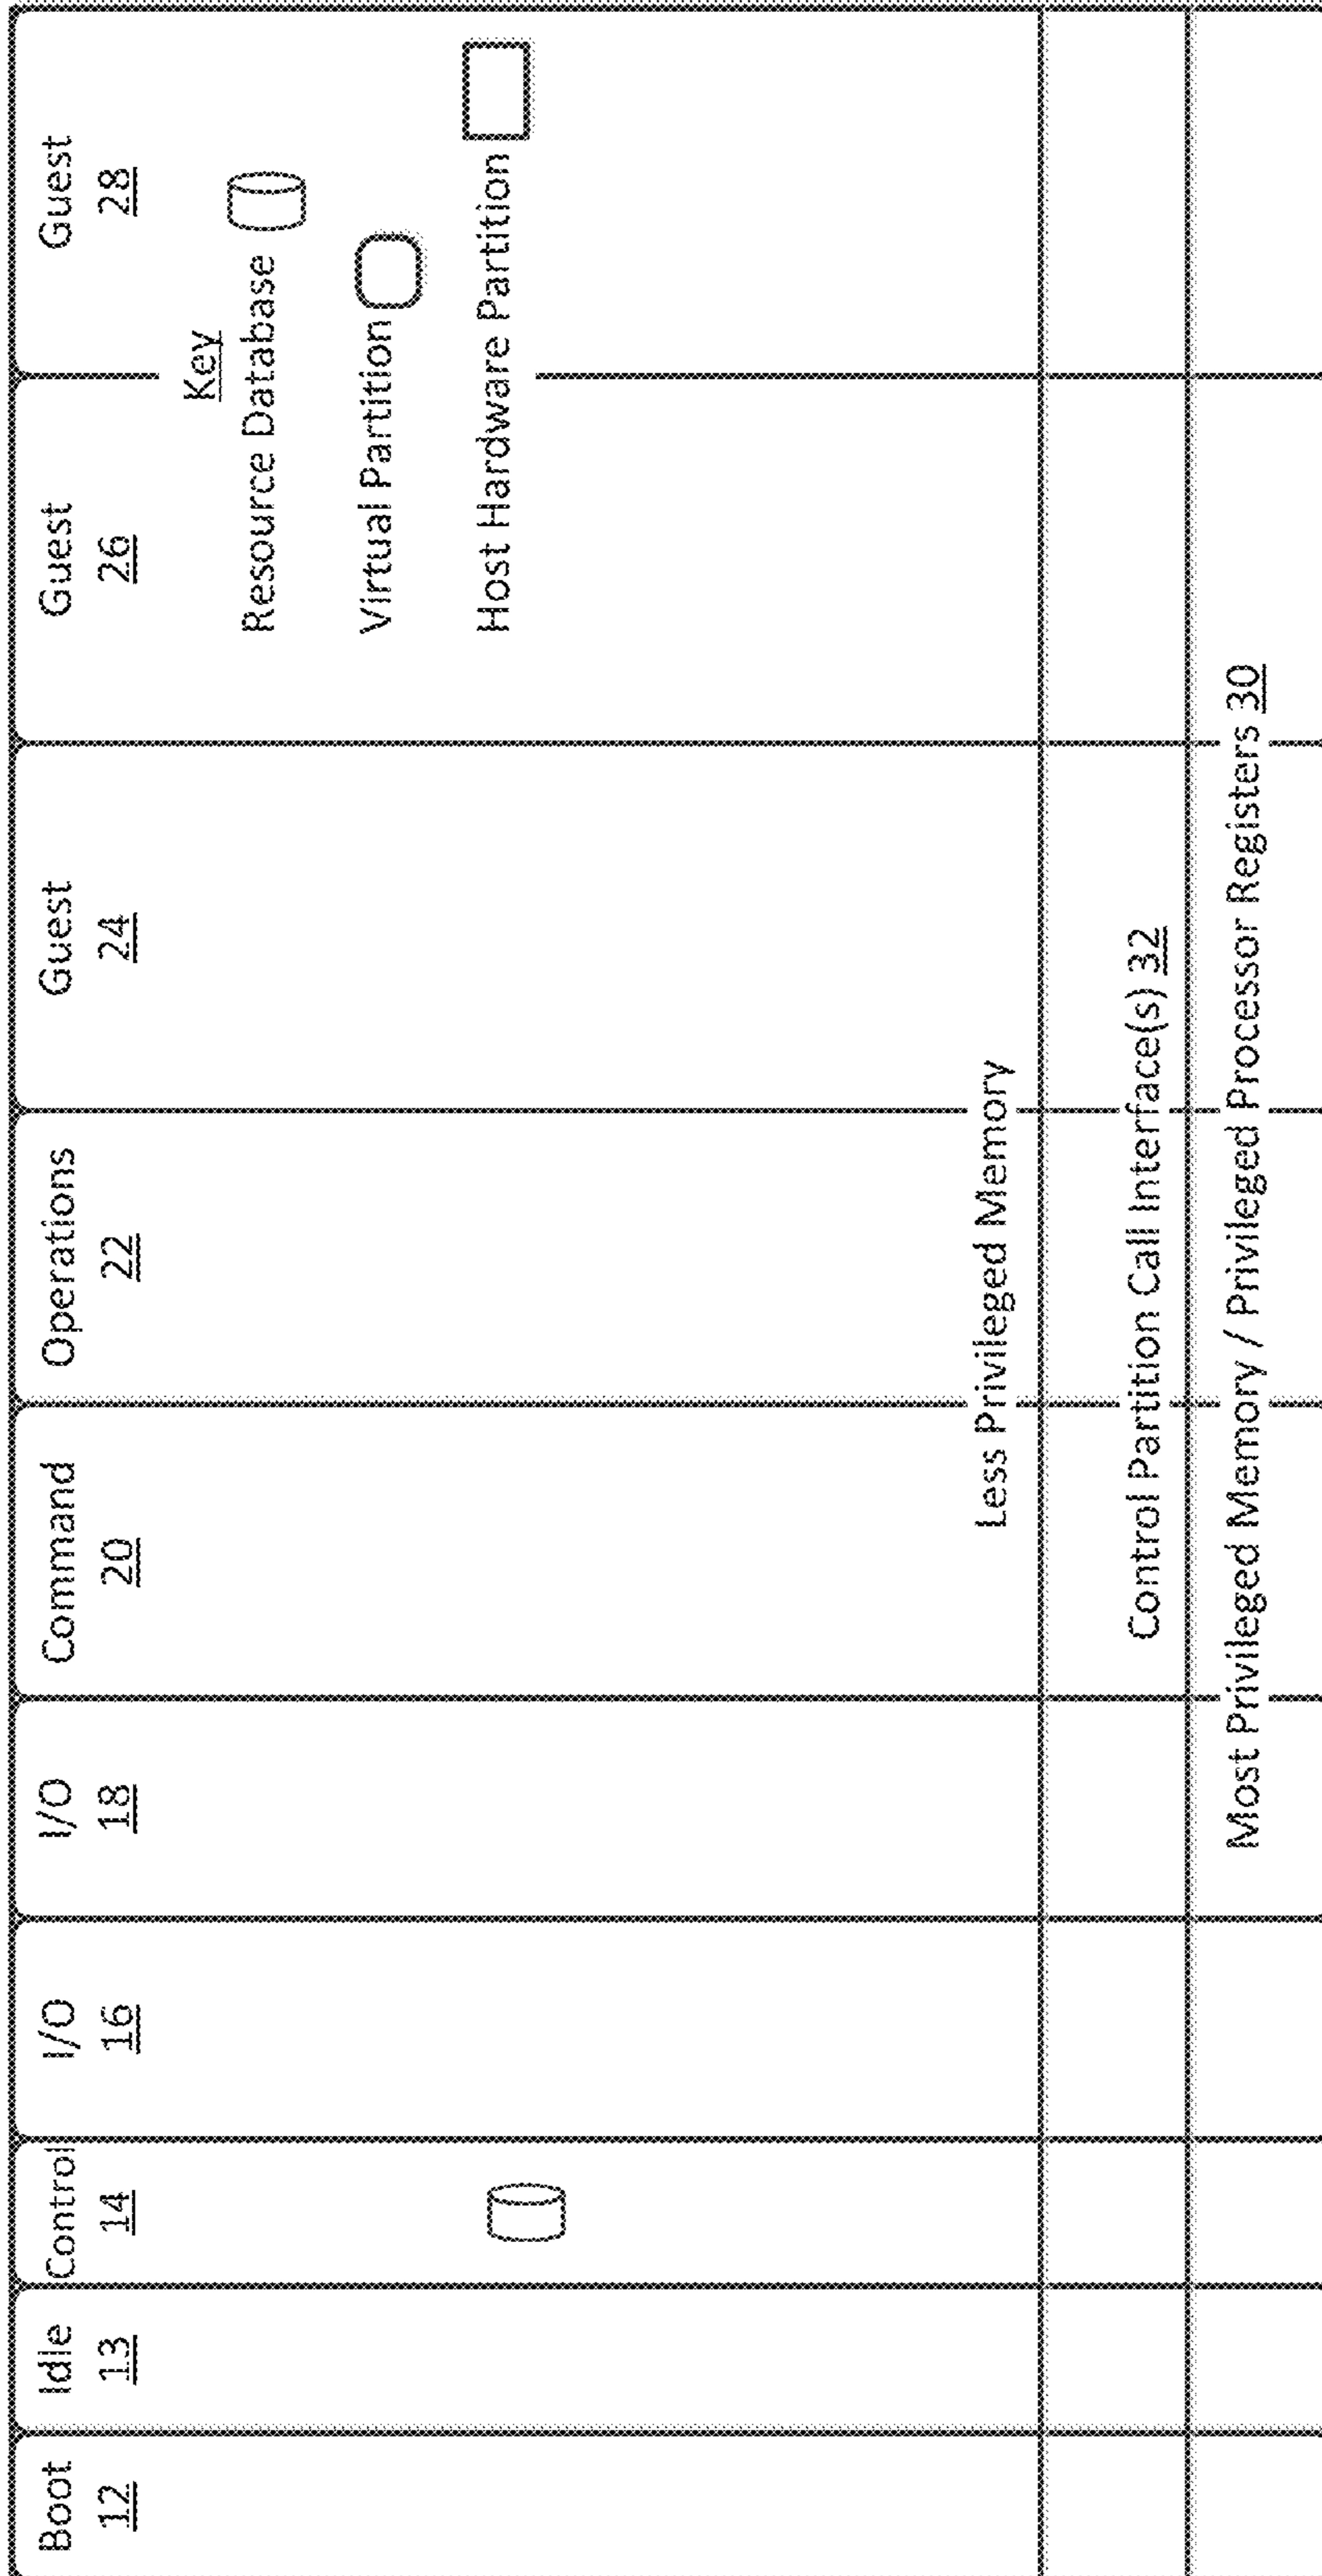 Boot
12
Idle
13
Control
14
I/O
16
I/O
18
Command
20
Operations
22
Guest
24
Guest
26
Guest
28
Key
Resource Database
Virtual Partition
Host Hardware Partition
Less Privileged Memory
Control Partition Call Interface(s) 32
Most Privileged Memory / Privileged Processor Registers 30